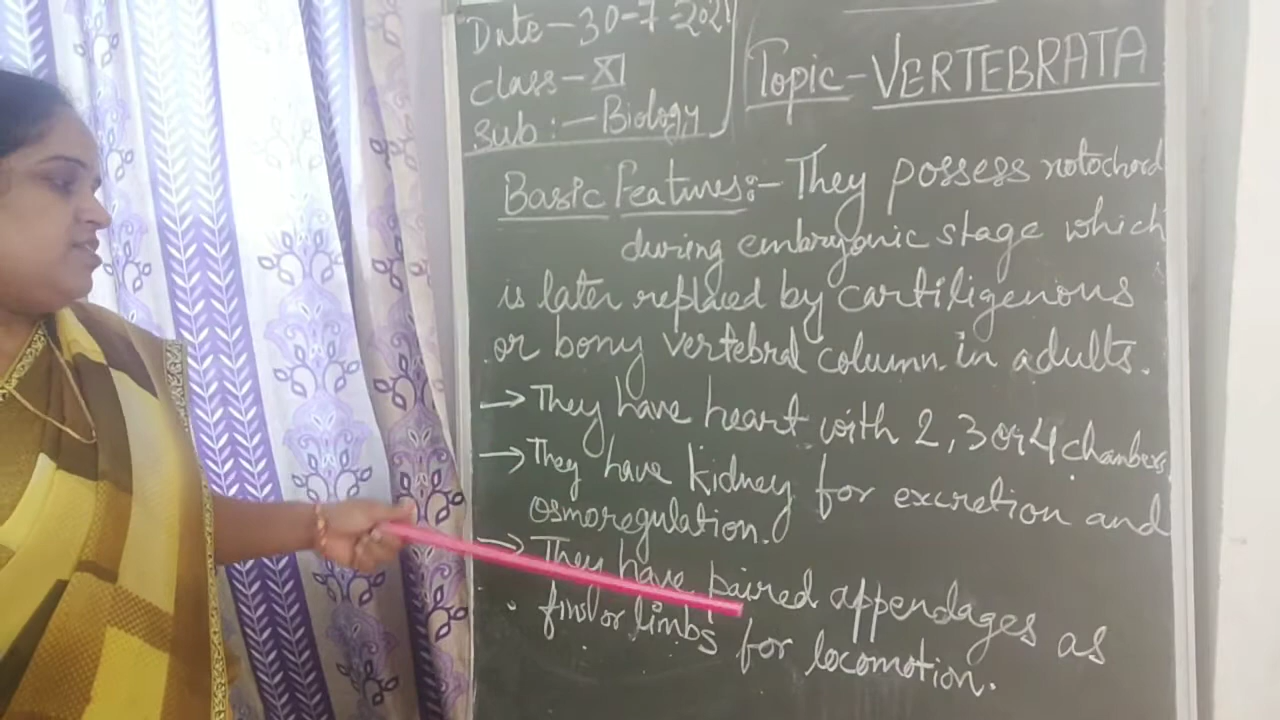 Date - 30-7-2021
class - XI
Sub :- Biology
Topic - VERTEBRATA
Basic Features:- They possess notochord
during embryonic stage which
is later replaced by cartiligenous
or bony vertebral column in adults.
→ They have heart with 2, 3 or 4 chambers
→ They have kidney for excretion and
osmoregulation.
→ They have paired appendages as
fins or limbs for locomotion.